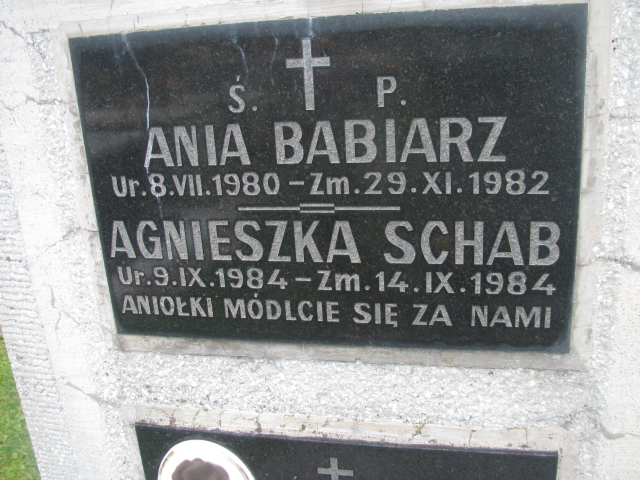 Ś. P.
ANIA BABIARZ
Ur. 8.VII.1980 – Zm. 29.XI.1982
AGNIESZKA SCHAB
Ur. 9.IX.1984 – Zm. 14.IX.1984
ANIOŁKI MÓDLCIE SIĘ ZA NAMI